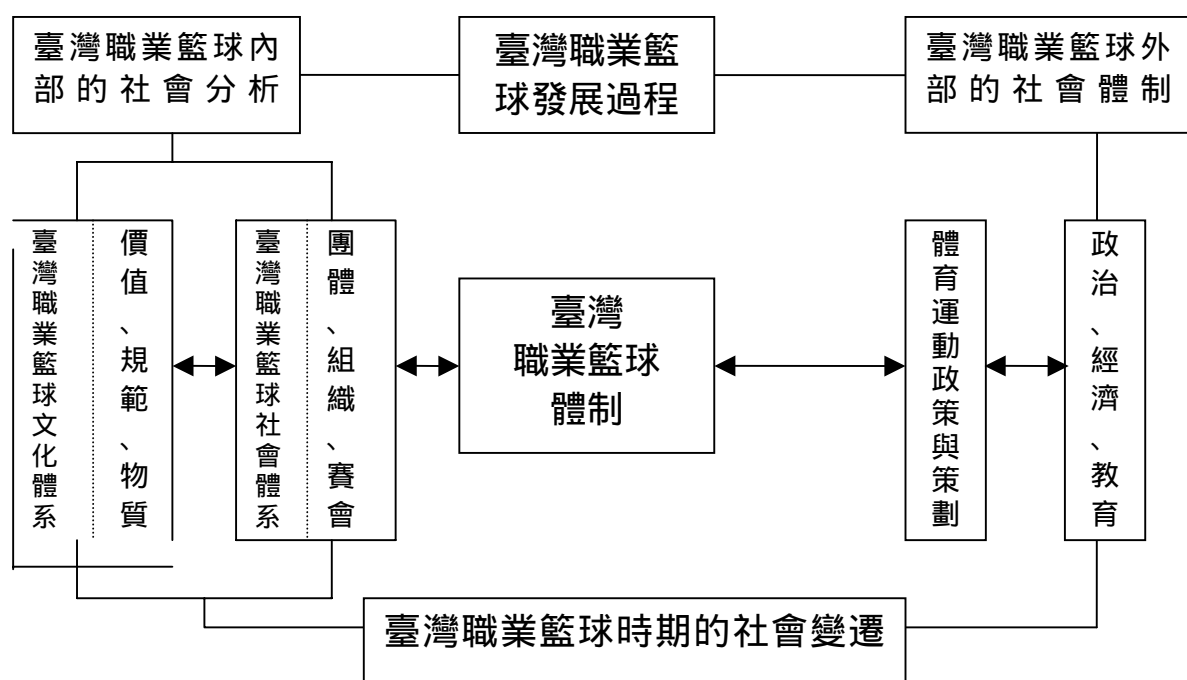 臺灣職業籃球內
部的社會分析
臺灣職業籃
球發展過程
臺灣職業籃球外
部的社會體制
臺灣職業籃球文化體系
價值、規範、物質
臺灣職業籃球社會體系
團體、組織、賽會
臺灣
職業籃球
體制
體育運動政策與策劃
政治、經濟、教育
臺灣職業籃球時期的社會變遷